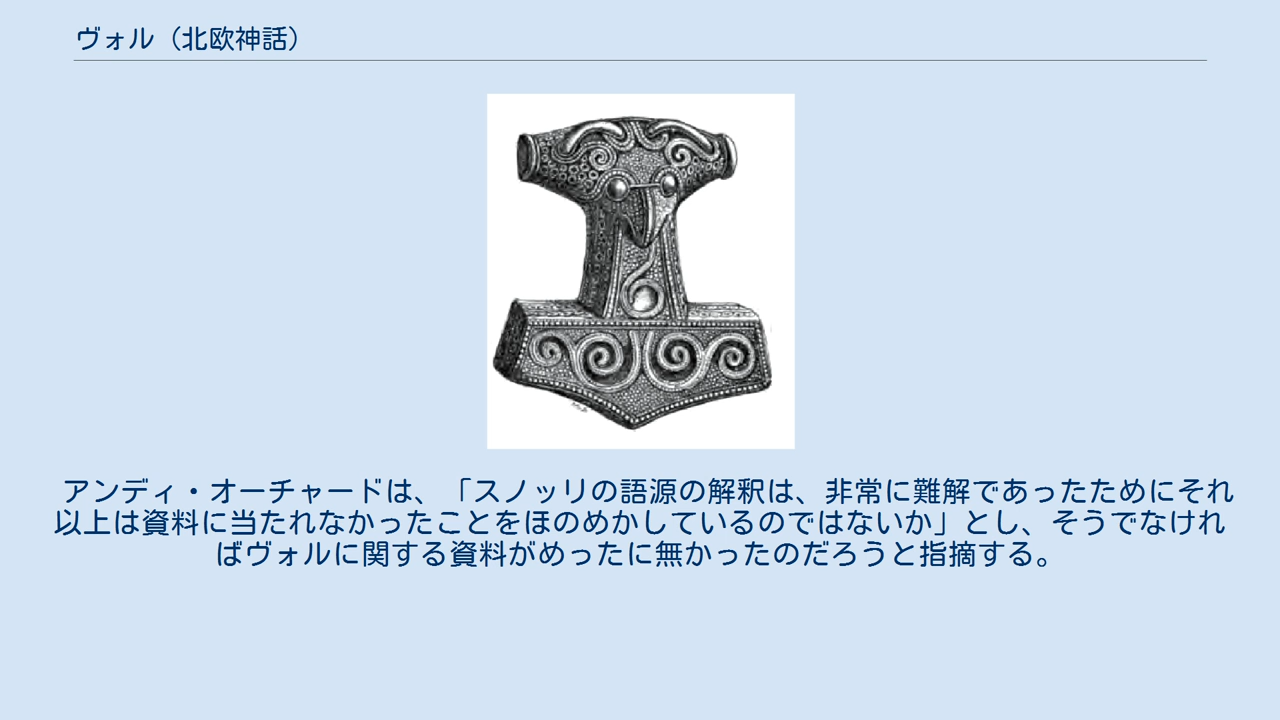 ヴォル（北欧神話）
アンディ・オーチャードは、「スノッリの語源の解釈は、非常に難解であったためにそれ
以上は資料に当たれなかったことをほのめかしているのではないか」とし、そうでなけれ
ばヴォルに関する資料がめったに無かったのだろうと指摘する。